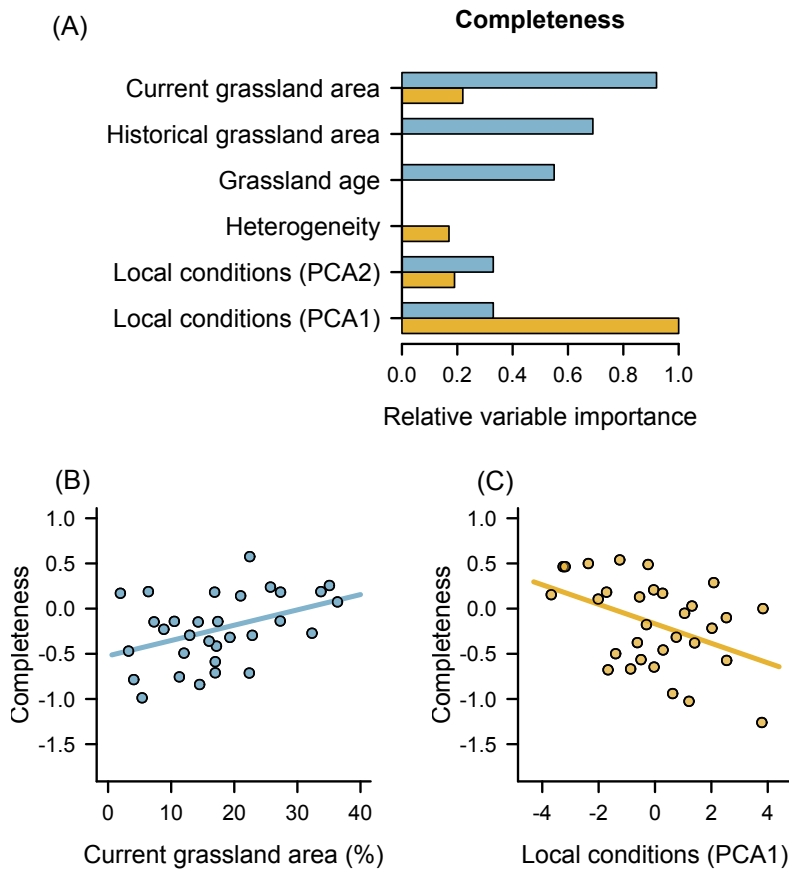 (A)
Completeness
Current grassland area
Historical grassland area
Grassland age
Heterogeneity
Local conditions (PCA2)
Local conditions (PCA1)
0.0 0.2 0.4 0.6 0.8 1.0
Relative variable importance
(B)
1.0
0.5
0.0
-0.5
-1.0
-1.5
Completeness
0 10 20 30 40
Current grassland area (%)
(C)
1.0
0.5
0.0
-0.5
-1.0
-1.5
Completeness
-4 -2 0 2 4
Local conditions (PCA1)